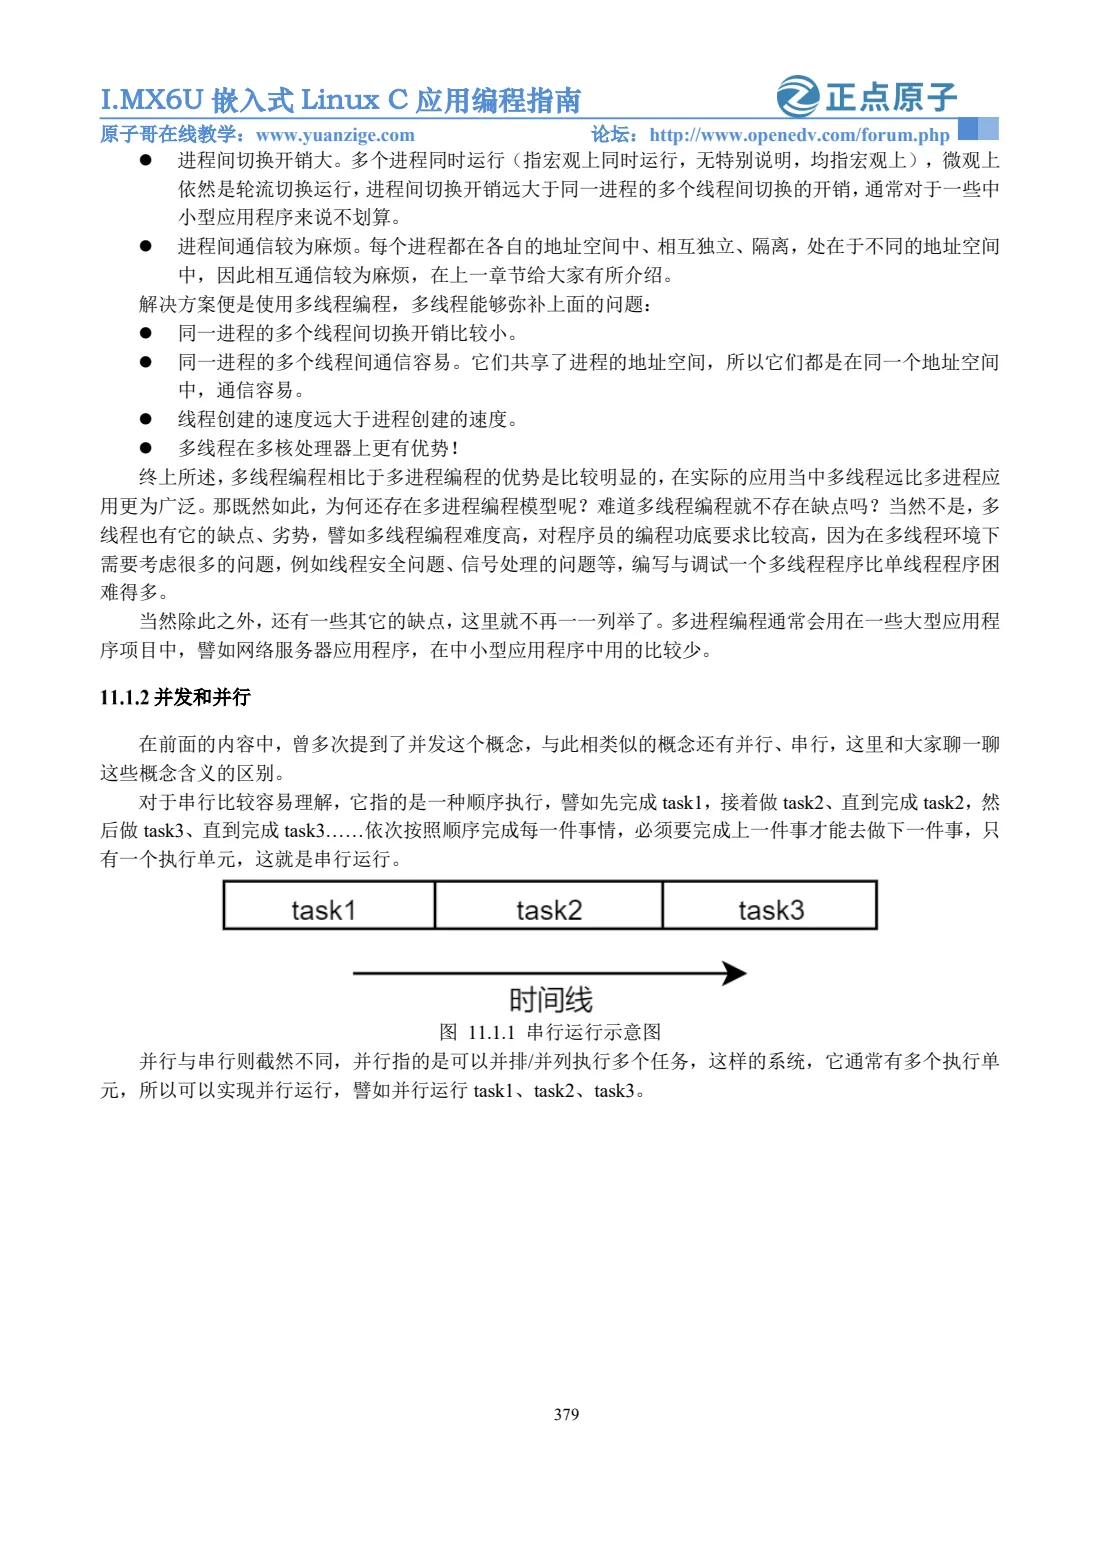 I.MX6U 嵌入式 Linux C 应用编程指南
正点原子
原子哥在线教学：www.yuanzige.com 论坛：http://www.openedv.com/forum.php
● 进程间切换开销大。多个进程同时运行（指宏观上同时运行，无特别说明，均指宏观上），微观上
依然是轮流切换运行，进程间切换开销远大于同一进程的多个线程间切换的开销，通常对于一些中
小型应用程序来说不划算。
● 进程间通信较为麻烦。每个进程都在各自的地址空间中、相互独立、隔离，处在于不同的地址空间
中，因此相互通信较为麻烦，在上一章节给大家有所介绍。
解决方案便是使用多线程编程，多线程能够弥补上面的问题：
● 同一进程的多个线程间切换开销比较小。
● 同一进程的多个线程间通信容易。它们共享了进程的地址空间，所以它们都是在同一个地址空间
中，通信容易。
● 线程创建的速度远大于进程创建的速度。
● 多线程在多核处理器上更有优势！
终上所述，多线程编程相比于多进程编程的优势是比较明显的，在实际的应用当中多线程远比多进程应
用更为广泛。那既然如此，为何还存在多进程编程模型呢？难道多线程编程就不存在缺点吗？当然不是，多
线程也有它的缺点、劣势，譬如多线程编程难度高，对程序员的编程功底要求比较高，因为在多线程环境下
需要考虑很多的问题，例如线程安全问题、信号处理的问题等，编写与调试一个多线程程序比单线程程序困
难得多。
当然除此之外，还有一些其它的缺点，这里就不再一一列举了。多进程编程通常会用在一些大型应用程
序项目中，譬如网络服务器应用程序，在中小型应用程序中用的比较少。
11.1.2 并发和并行
在前面的内容中，曾多次提到了并发这个概念，与此相类似的概念还有并行、串行，这里和大家聊一聊
这些概念含义的区别。
对于串行比较容易理解，它指的是一种顺序执行，譬如先完成 task1，接着做 task2、直到完成 task2，然
后做 task3、直到完成 task3……依次按照顺序完成每一件事情，必须要完成上一件事才能去做下一件事，只
有一个执行单元，这就是串行运行。
task1 task2 task3
时间线
图 11.1.1 串行运行示意图
并行与串行则截然不同，并行指的是可以并排/并列执行多个任务，这样的系统，它通常有多个执行单
元，所以可以实现并行运行，譬如并行运行 task1、task2、task3。
379